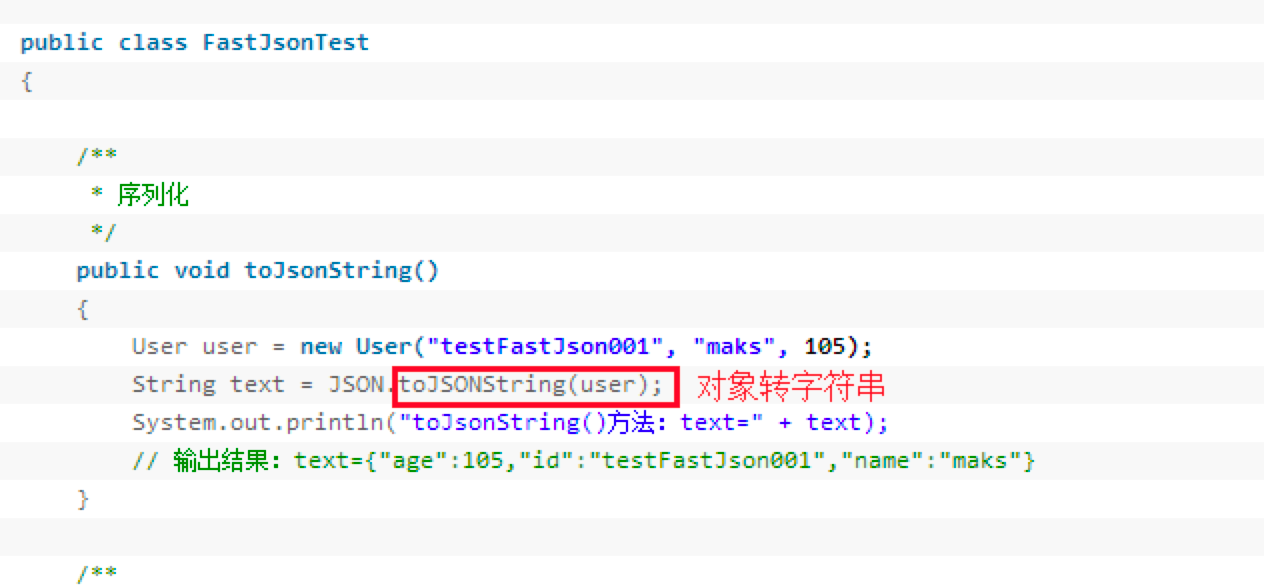 public class FastJsonTest
{
/**
* 序列化
*/
public void toJsonString()
{
User user = new User("testFastJson001", "maks", 105);
String text = JSON.toJSONString(user); 对象转字符串
System.out.println("toJsonString()方法：text=" + text);
// 输出结果：text={"age":105,"id":"testFastJson001","name":"maks"}
}
/**